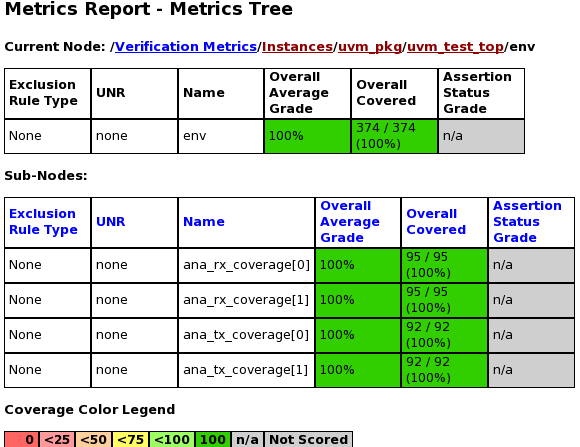 Metrics Report - Metrics Tree
Current Node: /Verification Metrics/Instances/uvm_pkg/uvm_test_top/env
Exclusion Rule Type UNR Name Overall Average Grade Overall Covered Assertion Status Grade
None none env 100% 374 / 374 (100%) n/a
Sub-Nodes:
Exclusion Rule Type UNR Name Overall Average Grade Overall Covered Assertion Status Grade
None none ana_rx_coverage[0] 100% 95 / 95 (100%) n/a
None none ana_rx_coverage[1] 100% 95 / 95 (100%) n/a
None none ana_tx_coverage[0] 100% 92 / 92 (100%) n/a
None none ana_tx_coverage[1] 100% 92 / 92 (100%) n/a
Coverage Color Legend
0 <25 <50 <75 <100 100 n/a Not Scored